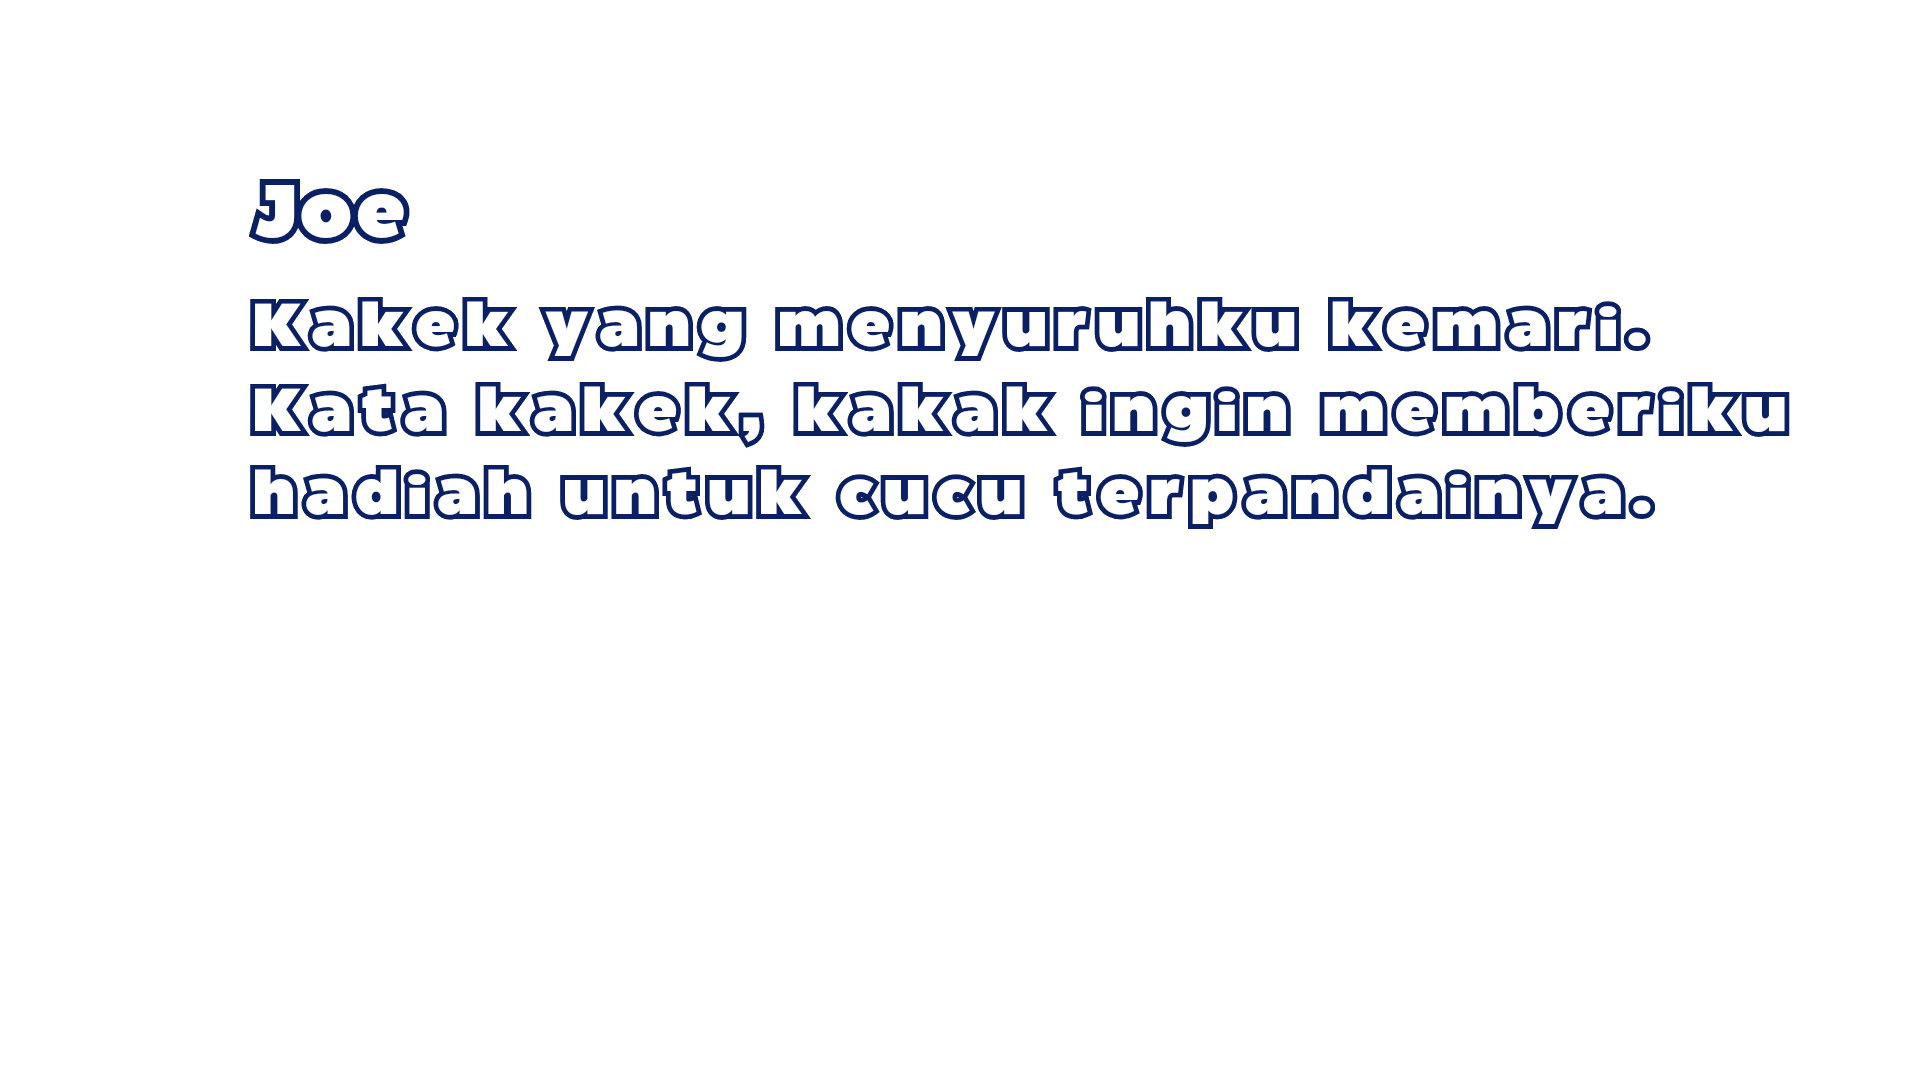 Joe
Kakek yang menyuruhku kemari.
Kata kakek, kakak ingin memberiku
hadiah untuk cucu terpandainya.